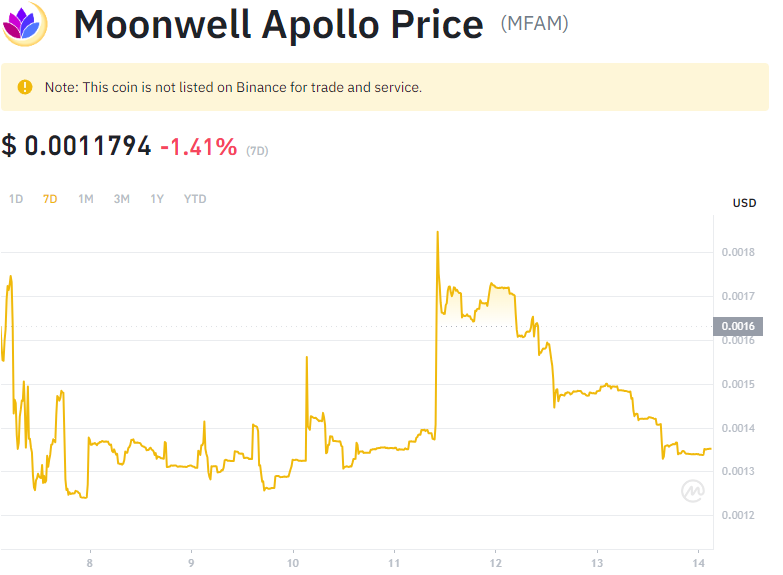 Moonwell Apollo Price (MFAM)
Note: This coin is not listed on Binance for trade and service.
$ 0.0011794 -1.41% (7D)
1D 7D 1M 3M 1Y YTD
USD
0.0018
0.0017
0.0016
0.0016
0.0015
0.0014
0.0013
0.0012
8 9 10 11 12 13 14